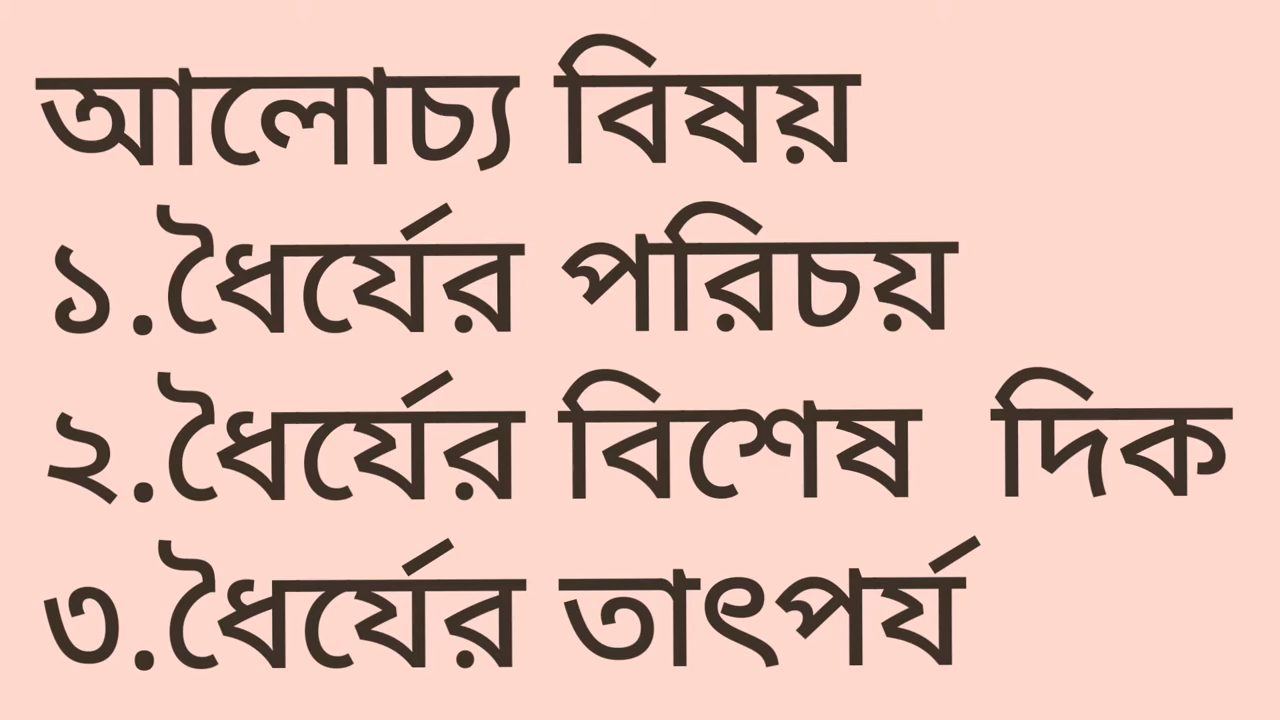 আলোচ্য বিষয়
১.ধৈর্যের পরিচয়
২.ধৈর্যের বিশেষ দিক
৩.ধৈর্যের তাৎপর্য